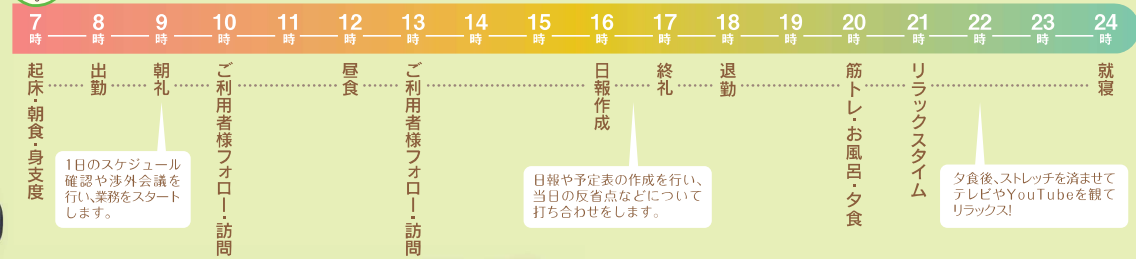 7時 8時 9時 10時 11時 12時 13時 14時 15時 16時 17時 18時 19時 20時 21時 22時 23時 24時
起床・朝食・身支度
出勤
朝礼
ご利用者様フォロー・訪問
昼食
ご利用者様フォロー・訪問
日報作成
終礼
退勤
筋トレ・お風呂・夕食
リラックスタイム
就寝
1日のスケジュール
確認や渉外会議を
行い、業務をスタート
します。
日報や予定表の作成を行い、
当日の反省点などについて
打ち合わせをします。
夕食後、ストレッチを済ませて
テレビやYouTubeを観て
リラックス!